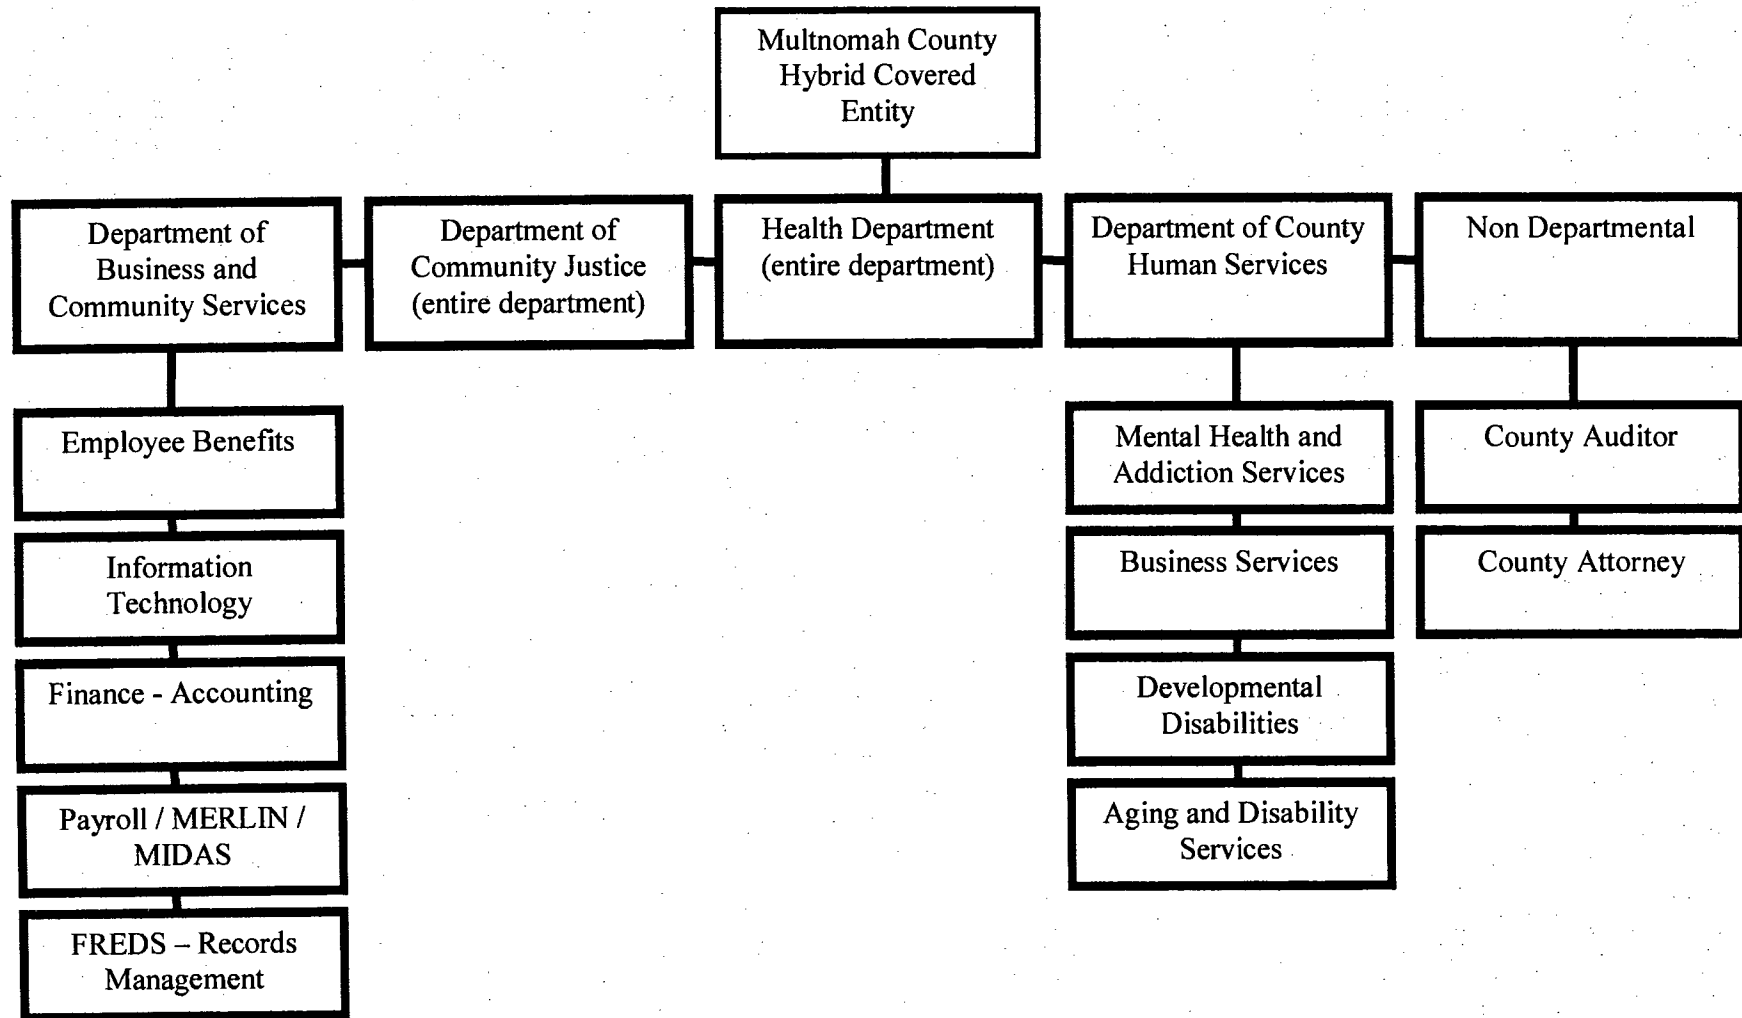 Multnomah County
Hybrid Covered
Entity
Department of
Business and
Community Services
Department of
Community Justice
(entire department)
Health Department
(entire department)
Department of County
Human Services
Non Departmental
Employee Benefits
Information
Technology
Finance - Accounting
Payroll / MERLIN /
MIDAS
FREDS – Records
Management
Mental Health and
Addiction Services
Business Services
Developmental
Disabilities
Aging and Disability
Services
County Auditor
County Attorney